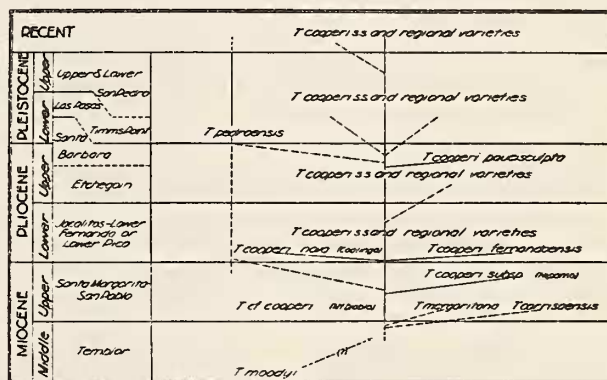 RECENT
T cooperi ss and regional varieties
PLEISTOCENE
Upper
Upper & Lower
San Pedro
Lower
Las Posas
Santa
Timms Point
T cooperi ss and regional varieties
T pedroensis
Barbara
T cooperi paucisculpta
PLIOCENE
Upper
Etchegoin
T cooperi ss and regional varieties
Lower
Jacalitos-Lower
Fernando or
Lower Pico
T cooperi ss and regional varieties
T cooperi nova (Coalinga)
T cooperi fernandoensis
MIOCENE
Upper
Santa Margarita
San Pablo
T cooperi subsp
T cf cooperi
T margaritana
T carrisaensis
Middle
Temblor
(?)
T moodyi